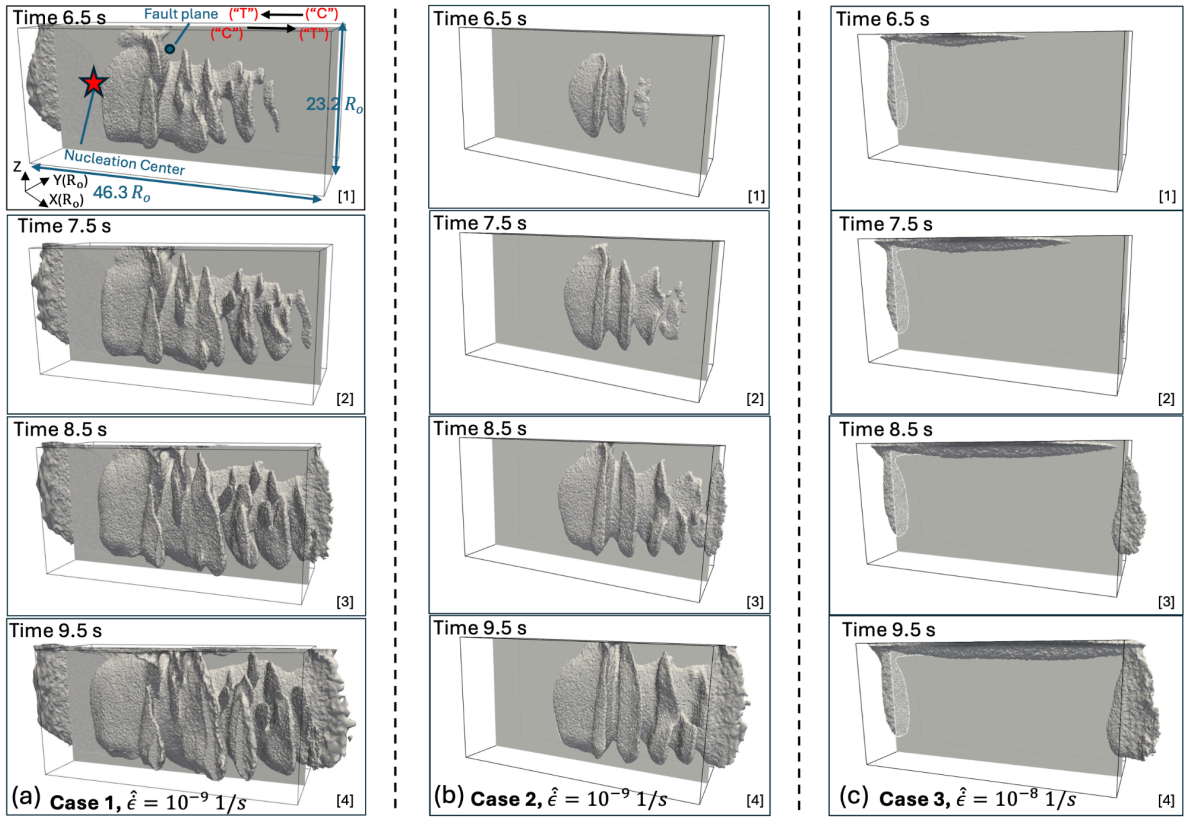 Time 6.5 s
Fault plane
(“T”)
(“C”)
(“C”)
(“T”)
23.2 R_o
Nucleation Center
Z
Y(R_o)
X(R_o)
46.3 R_o
[1]
Time 7.5 s
[2]
Time 8.5 s
[3]
Time 9.5 s
(a) Case 1, ε̂ = 10⁻⁹ 1/s
[4]
Time 6.5 s
[1]
Time 7.5 s
[2]
Time 8.5 s
[3]
Time 9.5 s
(b) Case 2, ε̂ = 10⁻⁹ 1/s
[4]
Time 6.5 s
[1]
Time 7.5 s
[2]
Time 8.5 s
[3]
Time 9.5 s
(c) Case 3, ε̂ = 10⁻⁸ 1/s
[4]